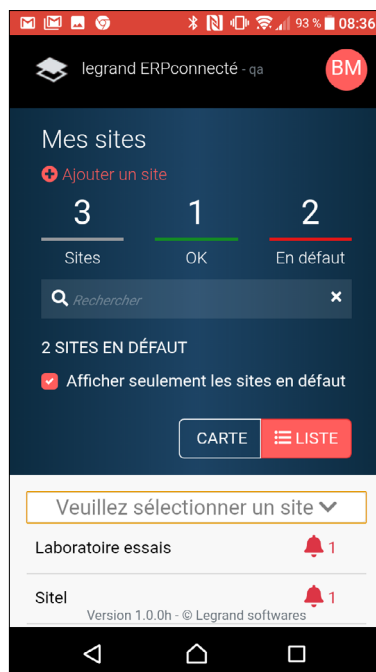 93 % 08:36
legrand ERPconnecté - qa
BM
Mes sites
Ajouter un site
3 1 2
Sites OK En défaut
Rechercher
2 SITES EN DÉFAUT
Afficher seulement les sites en défaut
CARTE LISTE
Veuillez sélectionner un site
Laboratoire essais 1
Sitel 1
Version 1.0.0h - © Legrand softwares